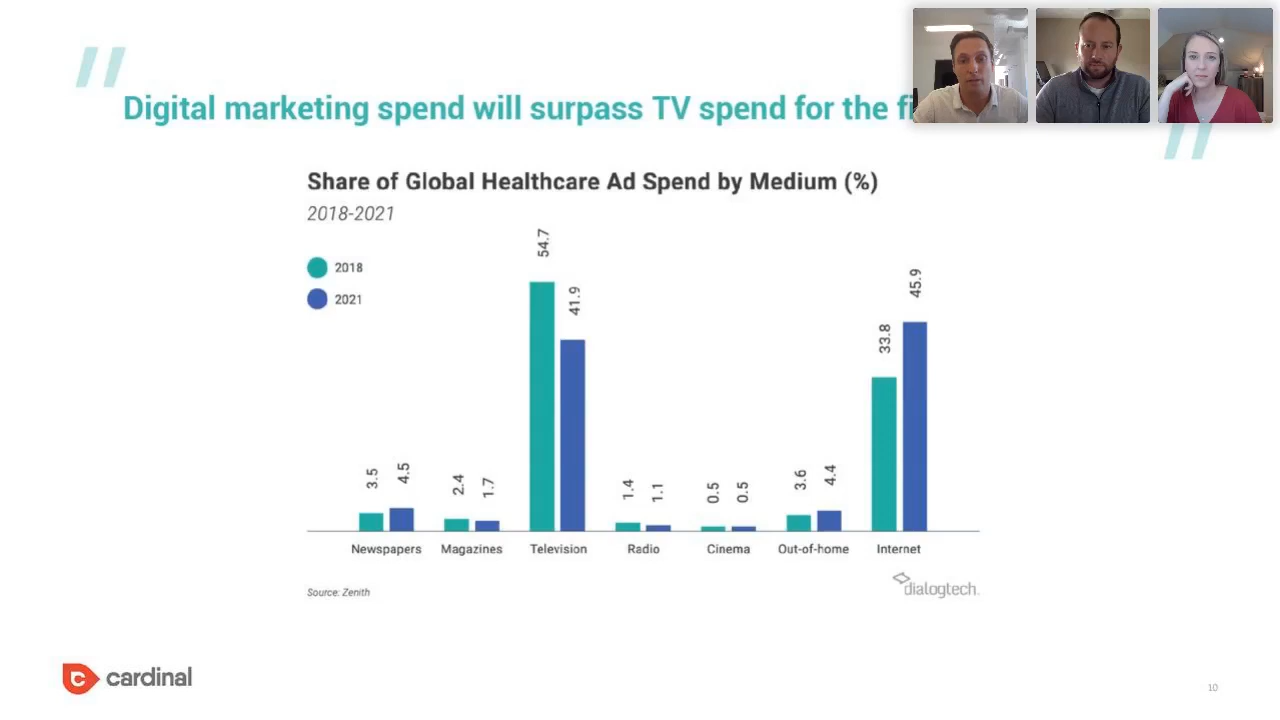 Digital marketing spend will surpass TV spend for the
Share of Global Healthcare Ad Spend by Medium (%)
2018-2021
2018
2021
3.5
4.5
2.4
1.7
54.7
41.9
1.4
1.1
0.5
0.5
3.6
4.4
33.8
45.9
Newspapers
Magazines
Television
Radio
Cinema
Out-of-home
Internet
Source: Zenith
dialogtech.
cardinal
10